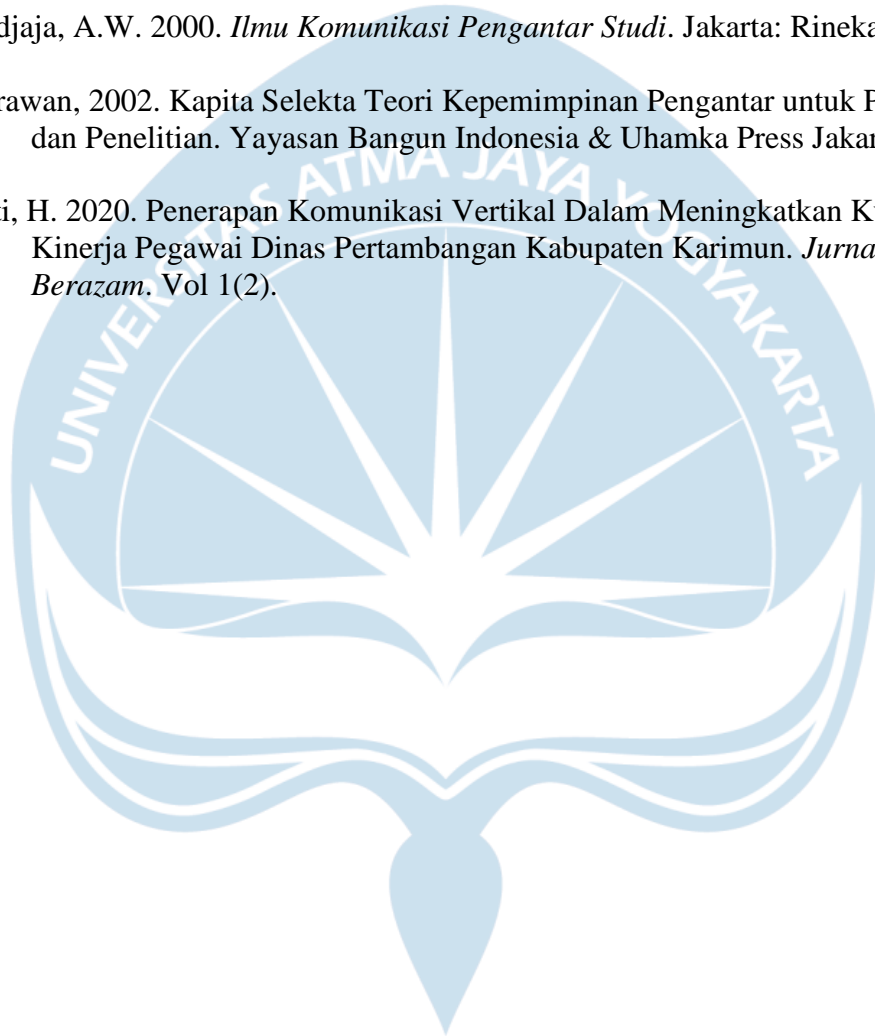 djaja, A.W. 2000. Ilmu Komunikasi Pengantar Studi. Jakarta: Rineka
rawan, 2002. Kapita Selekta Teori Kepemimpinan Pengantar untuk P
dan Penelitian. Yayasan Bangun Indonesia & Uhamka Press Jakar
ti, H. 2020. Penerapan Komunikasi Vertikal Dalam Meningkatkan K
Kinerja Pegawai Dinas Pertambangan Kabupaten Karimun. Jurna
Berazam. Vol 1(2).
UNIVERSITAS ATMA JAYA YOGYAKARTA